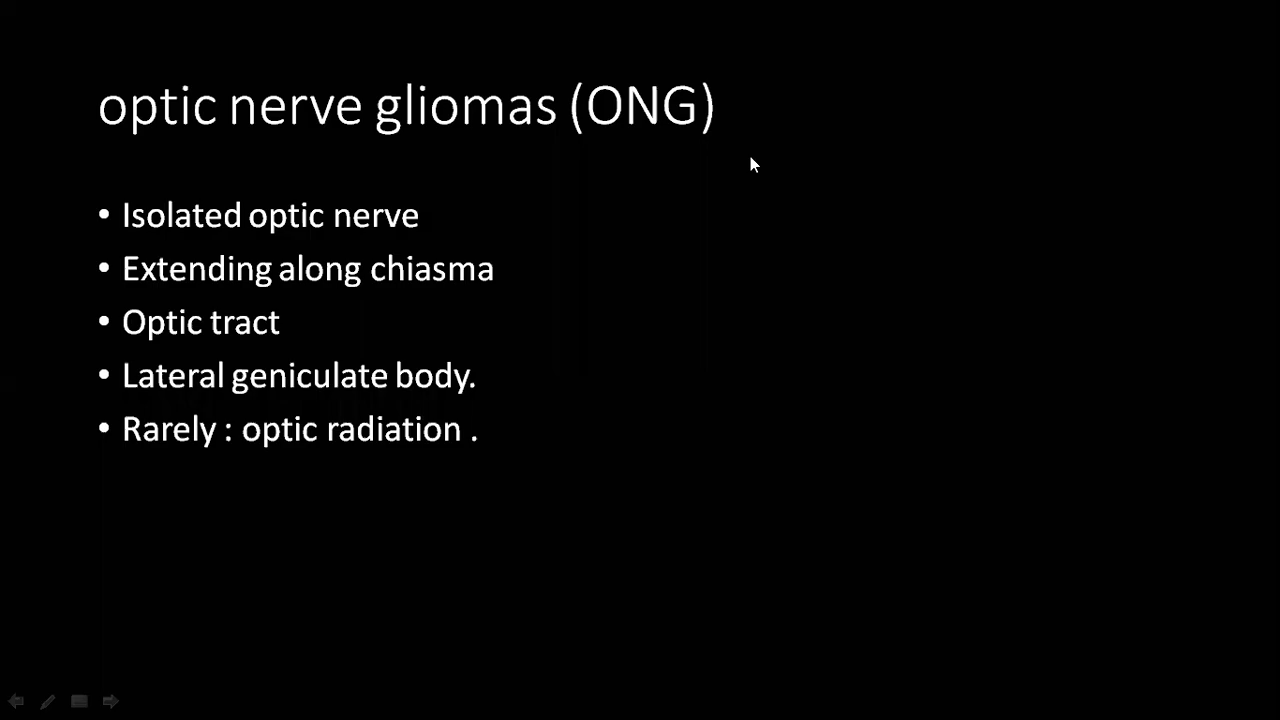 optic nerve gliomas (ONG)
• Isolated optic nerve
• Extending along chiasma
• Optic tract
• Lateral geniculate body.
• Rarely : optic radiation .